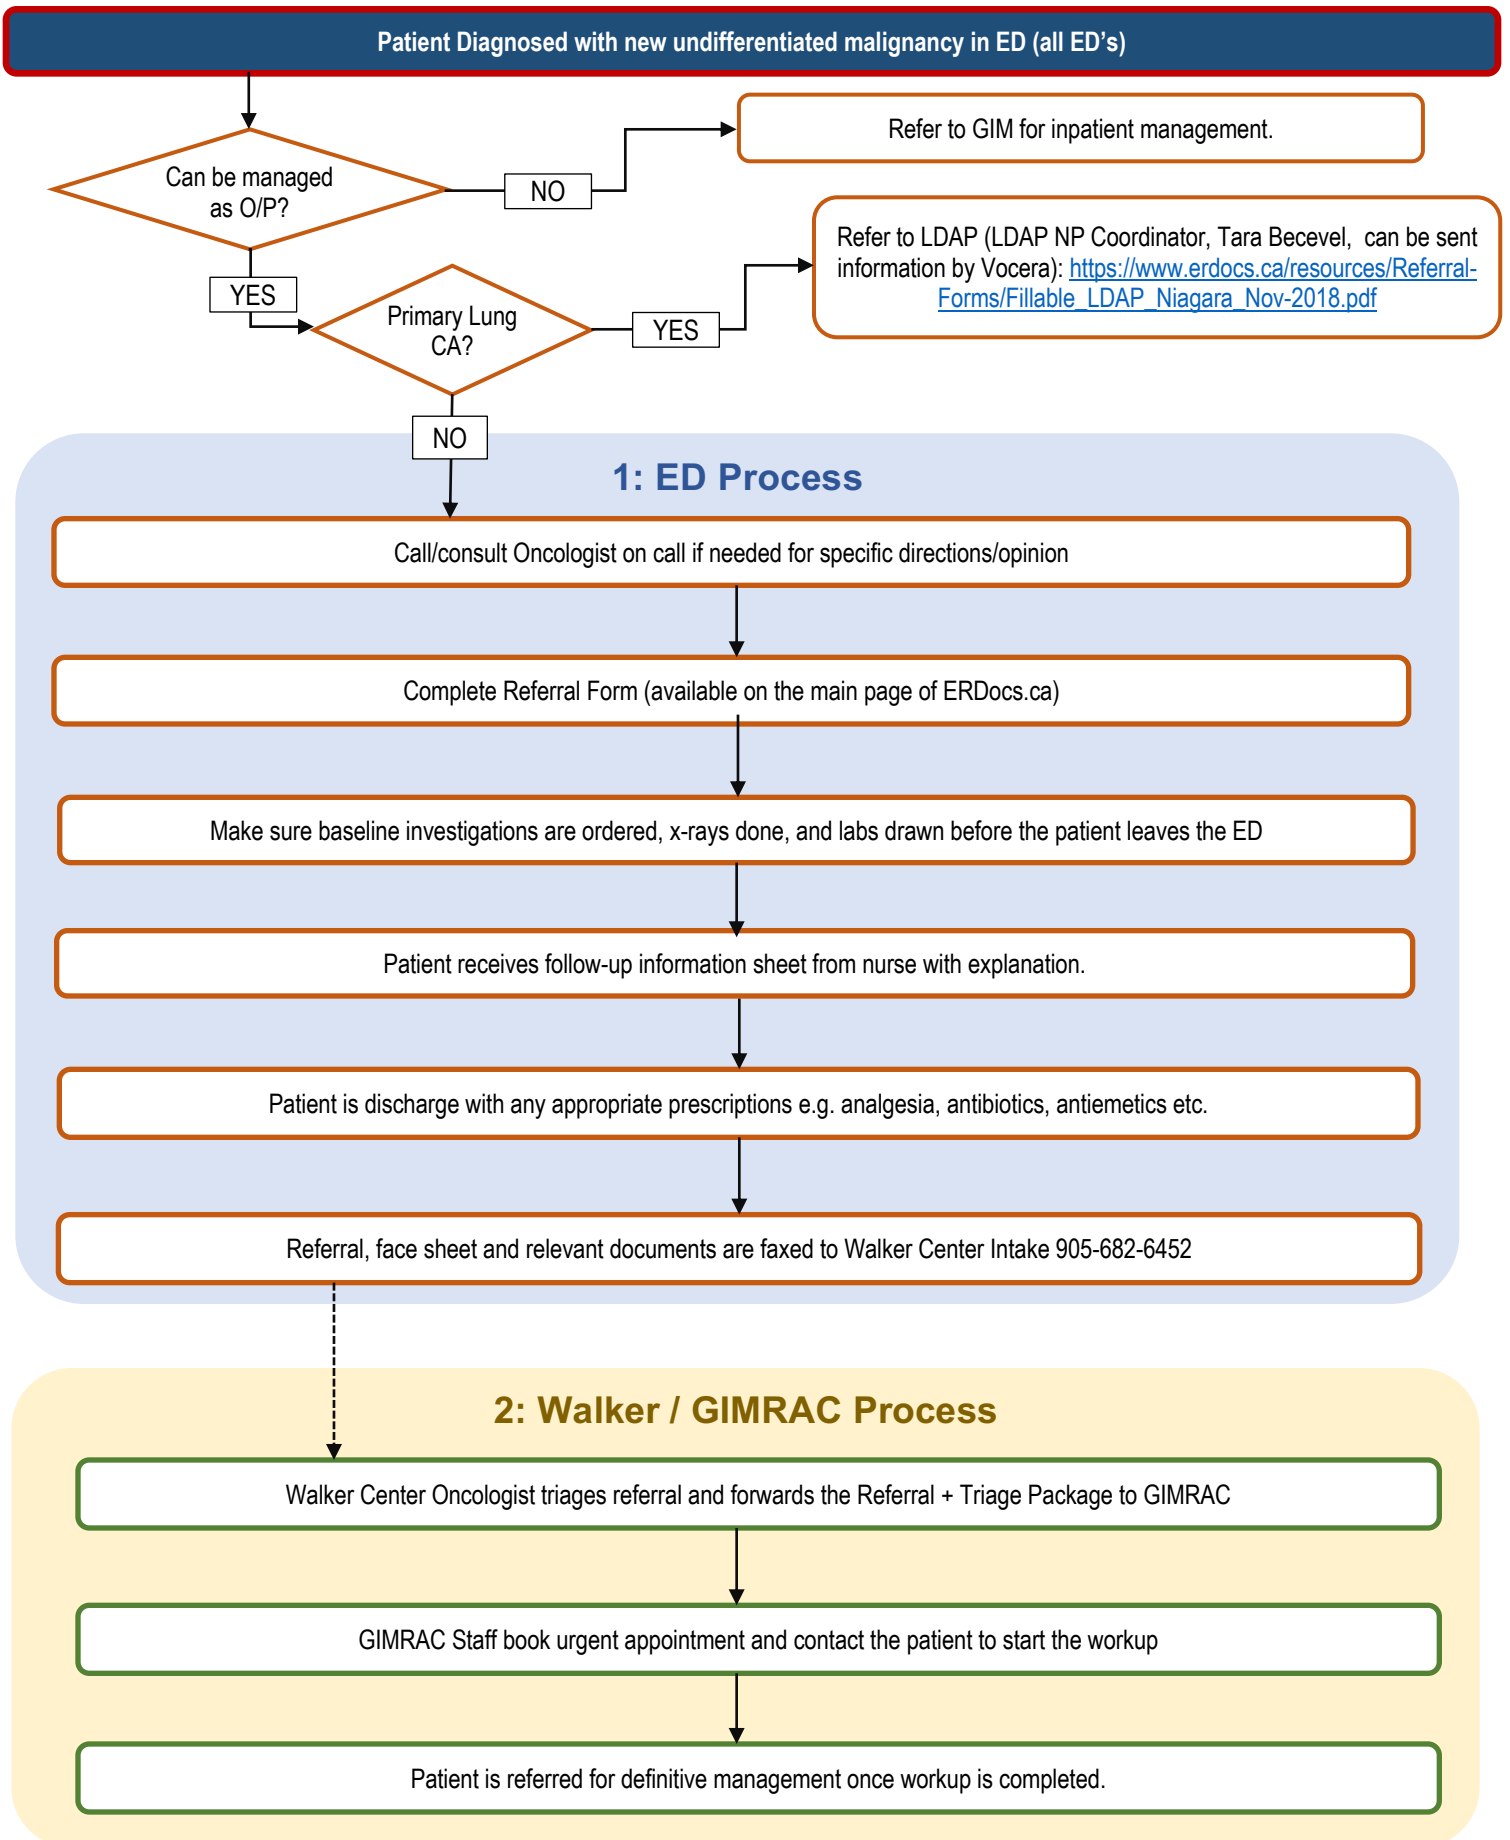 Patient Diagnosed with new undifferentiated malignancy in ED (all ED’s)
Refer to GIM for inpatient management.
Can be managed
as O/P?
NO
Refer to LDAP (LDAP NP Coordinator, Tara Becevel, can be sent
information by Vocera): https://www.erdocs.ca/resources/Referral-
Forms/Fillable_LDAP_Niagara_Nov-2018.pdf
YES
Primary Lung
CA?
YES
NO
1: ED Process
Call/consult Oncologist on call if needed for specific directions/opinion
Complete Referral Form (available on the main page of ERDocs.ca)
Make sure baseline investigations are ordered, x-rays done, and labs drawn before the patient leaves the ED
Patient receives follow-up information sheet from nurse with explanation.
Patient is discharge with any appropriate prescriptions e.g. analgesia, antibiotics, antiemetics etc.
Referral, face sheet and relevant documents are faxed to Walker Center Intake 905-682-6452
2: Walker / GIMRAC Process
Walker Center Oncologist triages referral and forwards the Referral + Triage Package to GIMRAC
GIMRAC Staff book urgent appointment and contact the patient to start the workup
Patient is referred for definitive management once workup is completed.